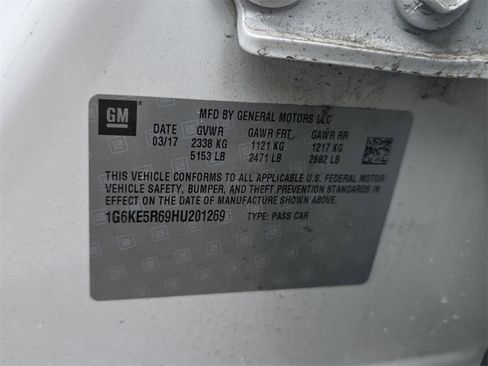 GM
MFD BY GENERAL MOTORS LLC
DATE GVWR GAWR FRT GAWR RR
03/17 2338 KG 1121 KG 1217 KG
5153 LB 2471 LB 2682 LB
THIS VEHICLE CONFORMS TO ALL APPLICABLE U.S. FEDERAL MOTOR
VEHICLE SAFETY, BUMPER, AND THEFT PREVENTION STANDARDS IN
EFFECT ON THE DATE OF MANUFACTURE SHOWN ABOVE.
1G6KE5R69HU201269 TYPE: PASS CAR